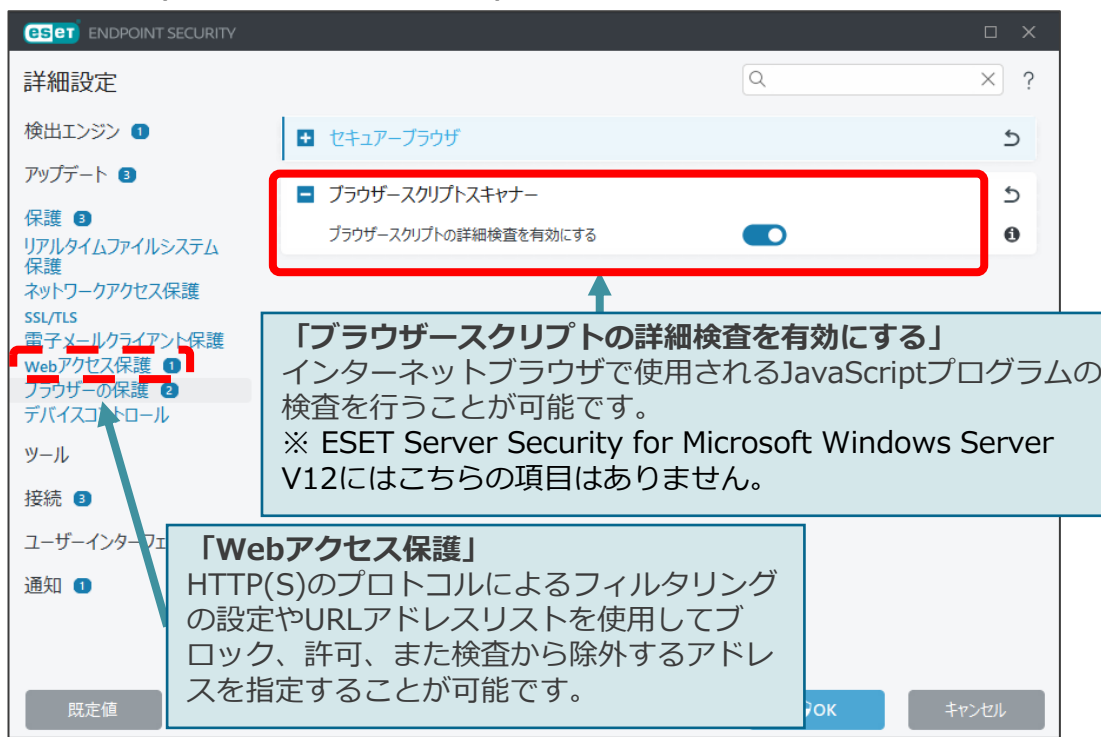 eset ENDPOINT SECURITY
詳細設定
?
検出エンジン 1
アップデート 3
保護 3
リアルタイムファイルシステム
保護
ネットワークアクセス保護
SSL/TLS
電子メールクライアント保護
Webアクセス保護 1
ブラウザーの保護 2
デバイスコントロール
ツール
接続 3
ユーザーインターフェ
通知 1
セキュアーブラウザ
ブラウザースクリプトスキャナー
ブラウザースクリプトの詳細検査を有効にする
「ブラウザースクリプトの詳細検査を有効にする」
インターネットブラウザで使用されるJavaScriptプログラムの
検査を行うことが可能です。
※ ESET Server Security for Microsoft Windows Server
V12にはこちらの項目はありません。
「Webアクセス保護」
HTTP(S)のプロトコルによるフィルタリング
の設定やURLアドレスリストを使用してブ
ロック、許可、また検査から除外するアドレ
スを指定することが可能です。
既定値
OK
キャンセル